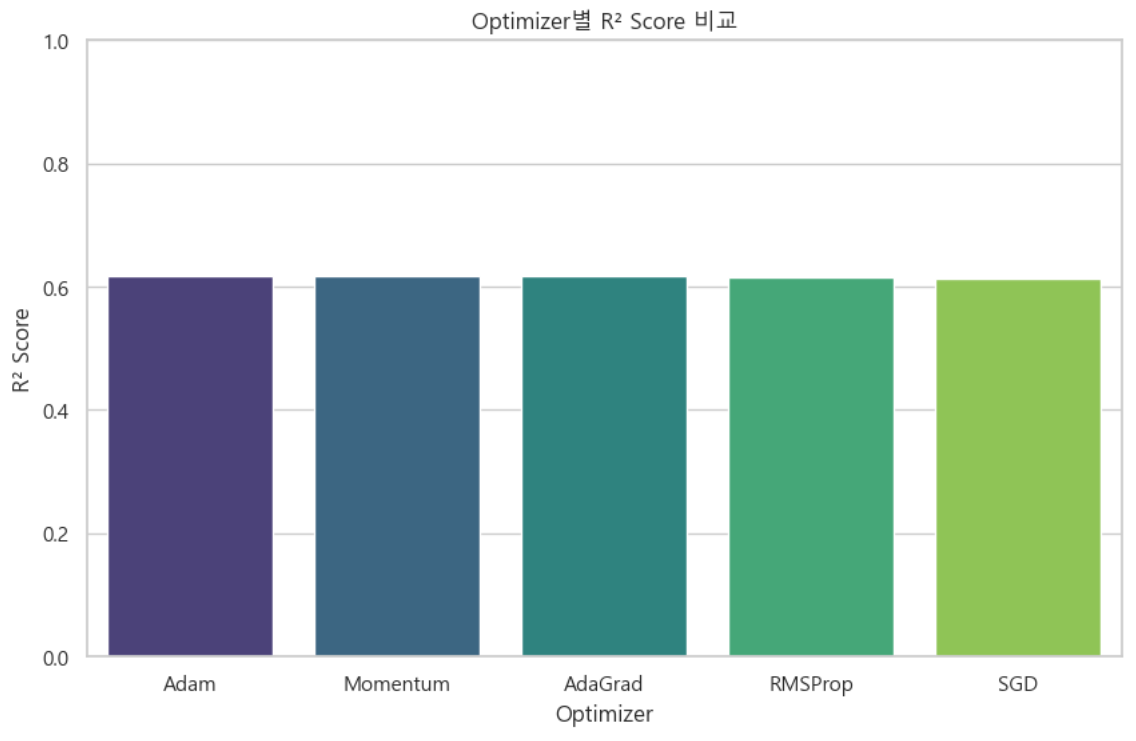 Optimizer별 R² Score 비교
R² Score
1.0
0.8
0.6
0.4
0.2
0.0
Adam Momentum AdaGrad RMSProp SGD
Optimizer